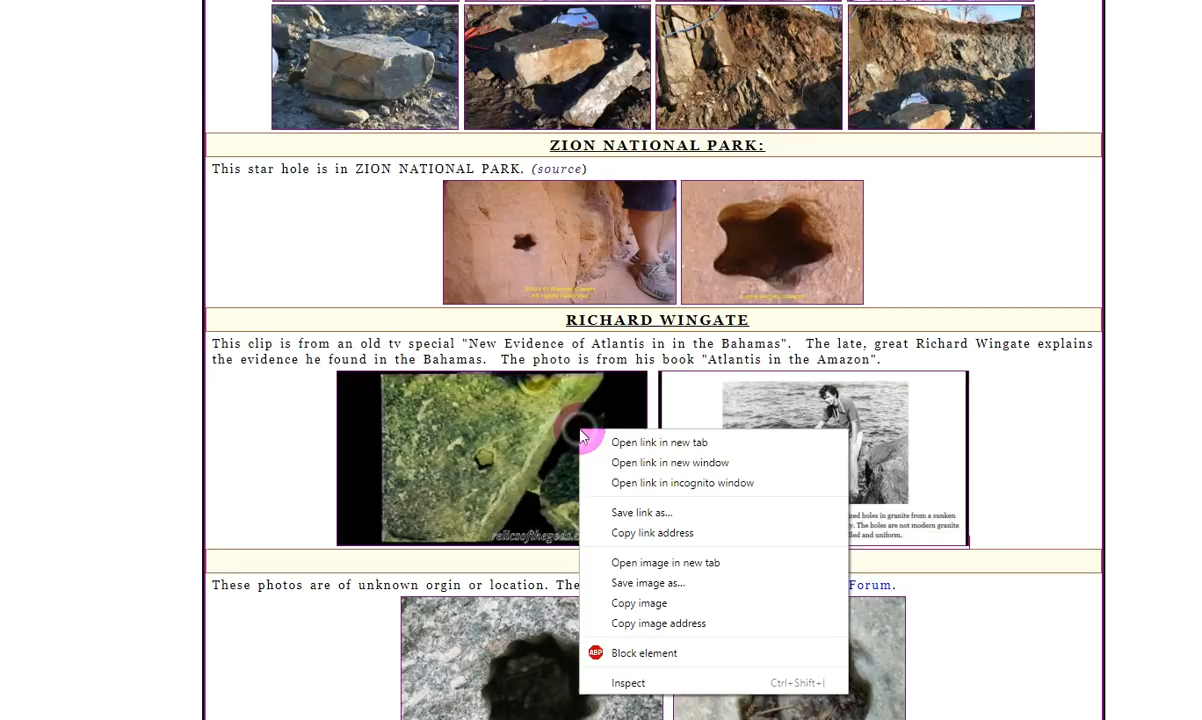 ZION NATIONAL PARK:
This star hole is in ZION NATIONAL PARK. (source)
RICHARD WINGATE
This clip is from an old tv special "New Evidence of Atlantis in in the Bahamas". The late, great Richard Wingate explains
the evidence he found in the Bahamas. The photo is from his book "Atlantis in the Amazon".
Open link in new tab
Open link in new window
Open link in incognito window
Save link as...
Copy link address
Open image in new tab
Save image as...
Copy image
Copy image address
ABP Block element
Inspect Ctrl+Shift+I
relicsofthegods.c
holes in granite from a sunken
The holes are not modern granite
and uniform.
These photos are of unknown orgin or location. The
Forum.